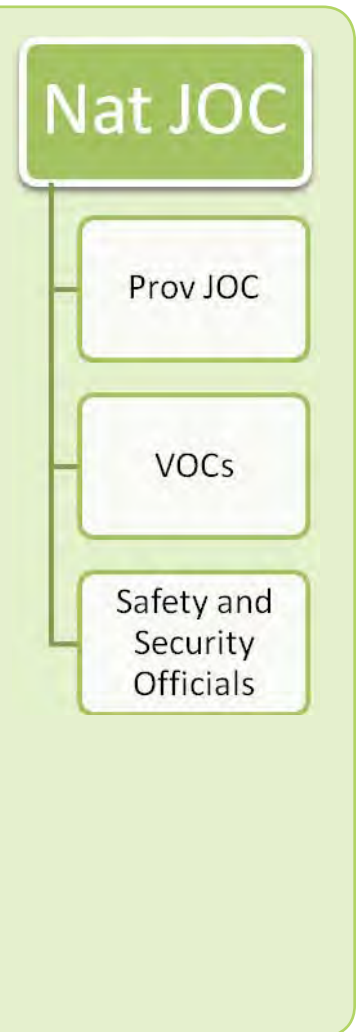 Nat JOC
Prov JOC
VOCs
Safety and
Security
Officials